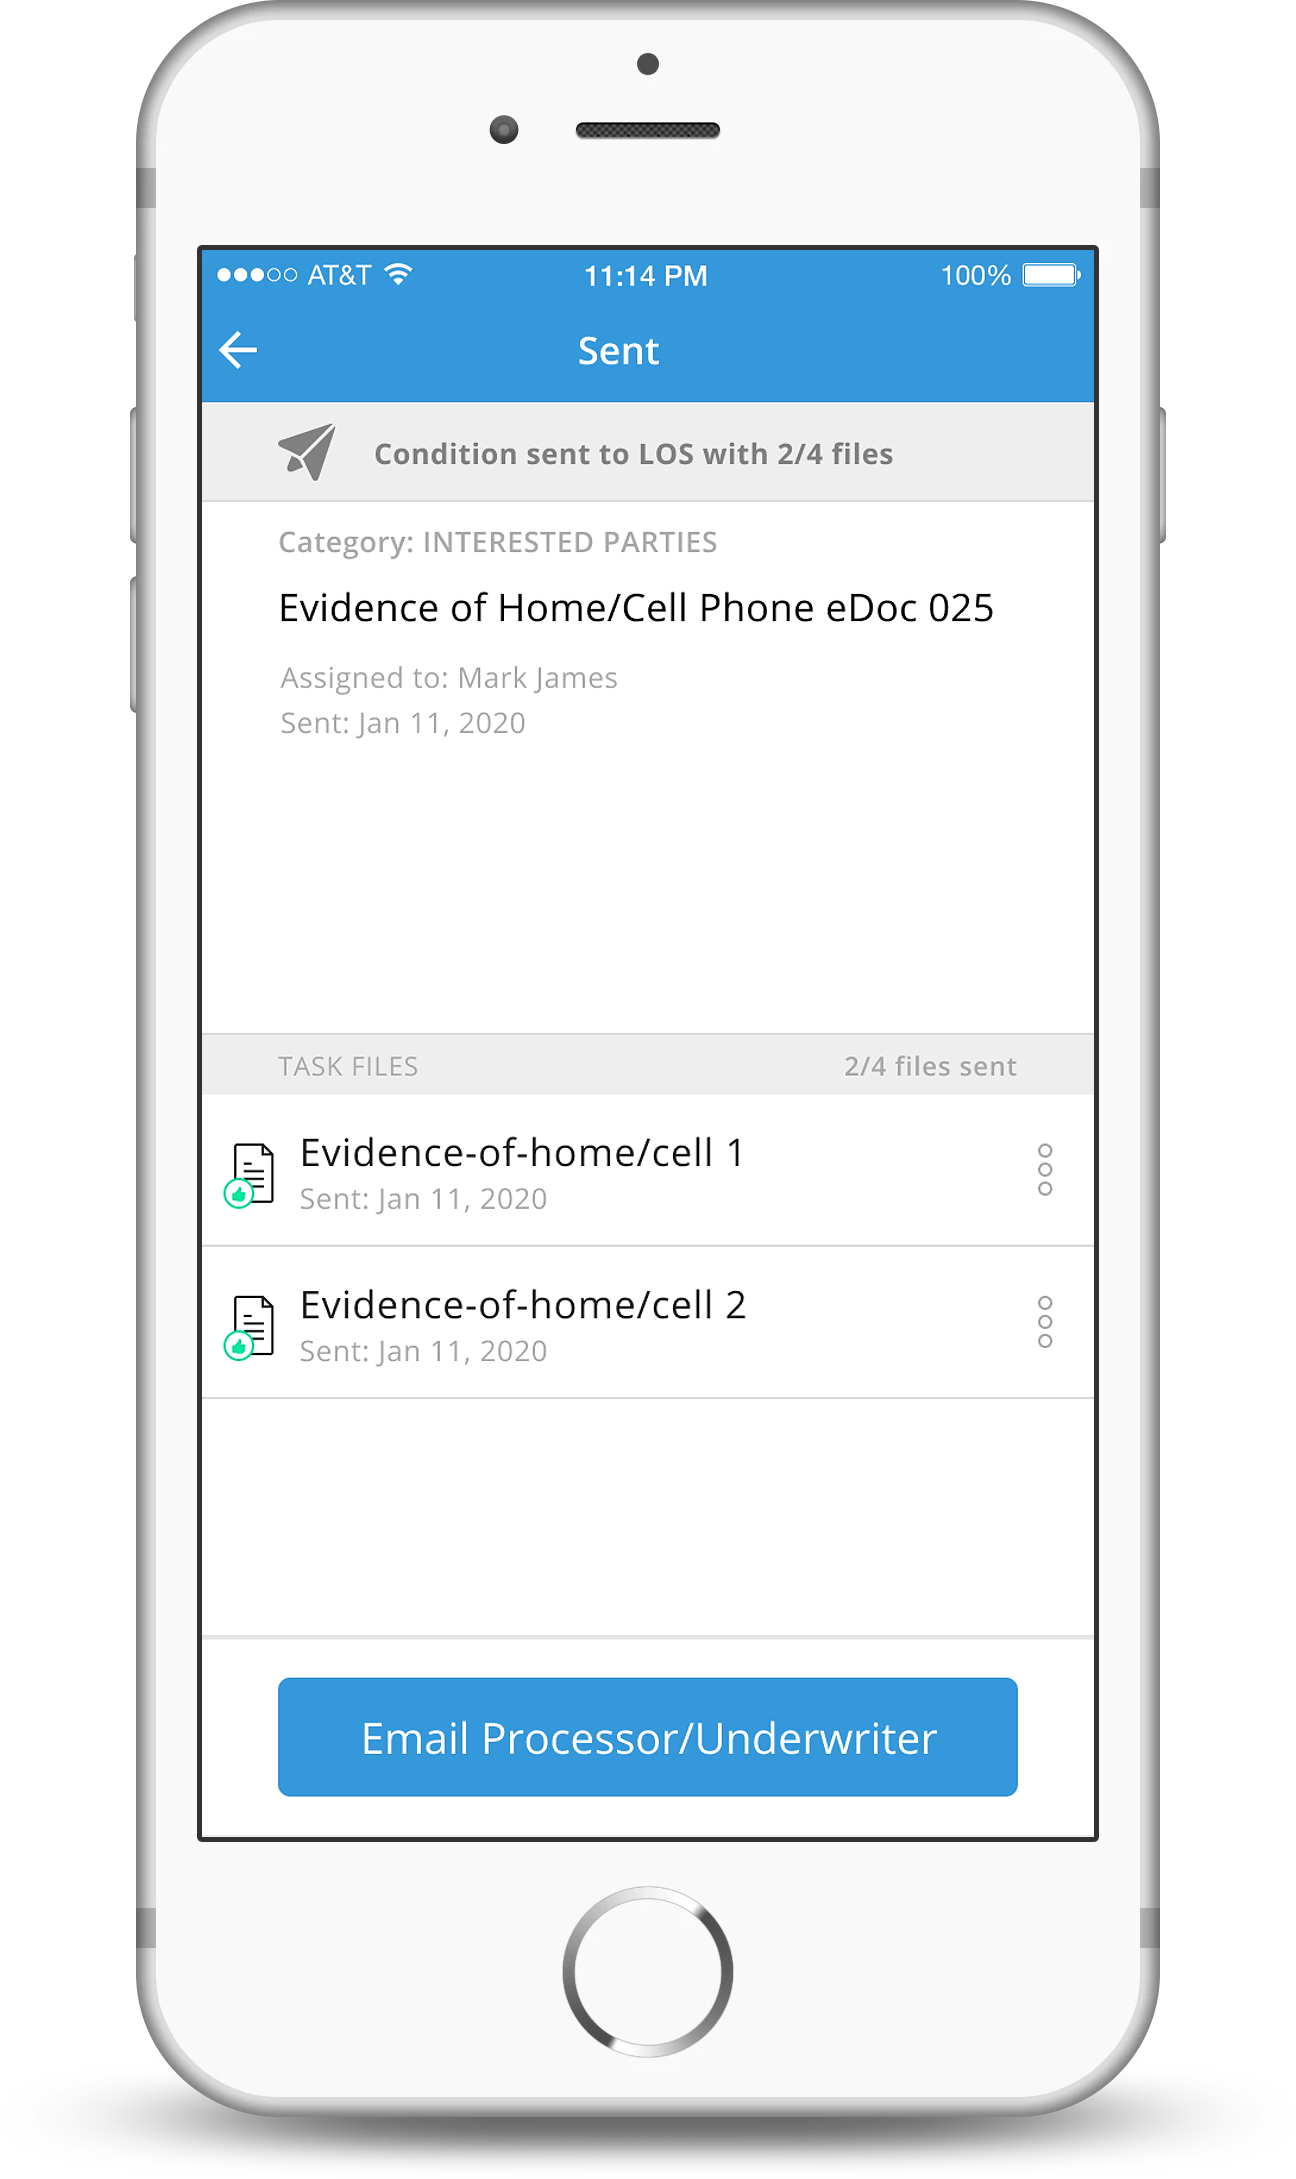 AT&T 11:14 PM 100%
Sent
Condition sent to LOS with 2/4 files
Category: INTERESTED PARTIES
Evidence of Home/Cell Phone eDoc 025
Assigned to: Mark James
Sent: Jan 11, 2020
TASK FILES 2/4 files sent
Evidence-of-home/cell 1
Sent: Jan 11, 2020
Evidence-of-home/cell 2
Sent: Jan 11, 2020
Email Processor/Underwriter